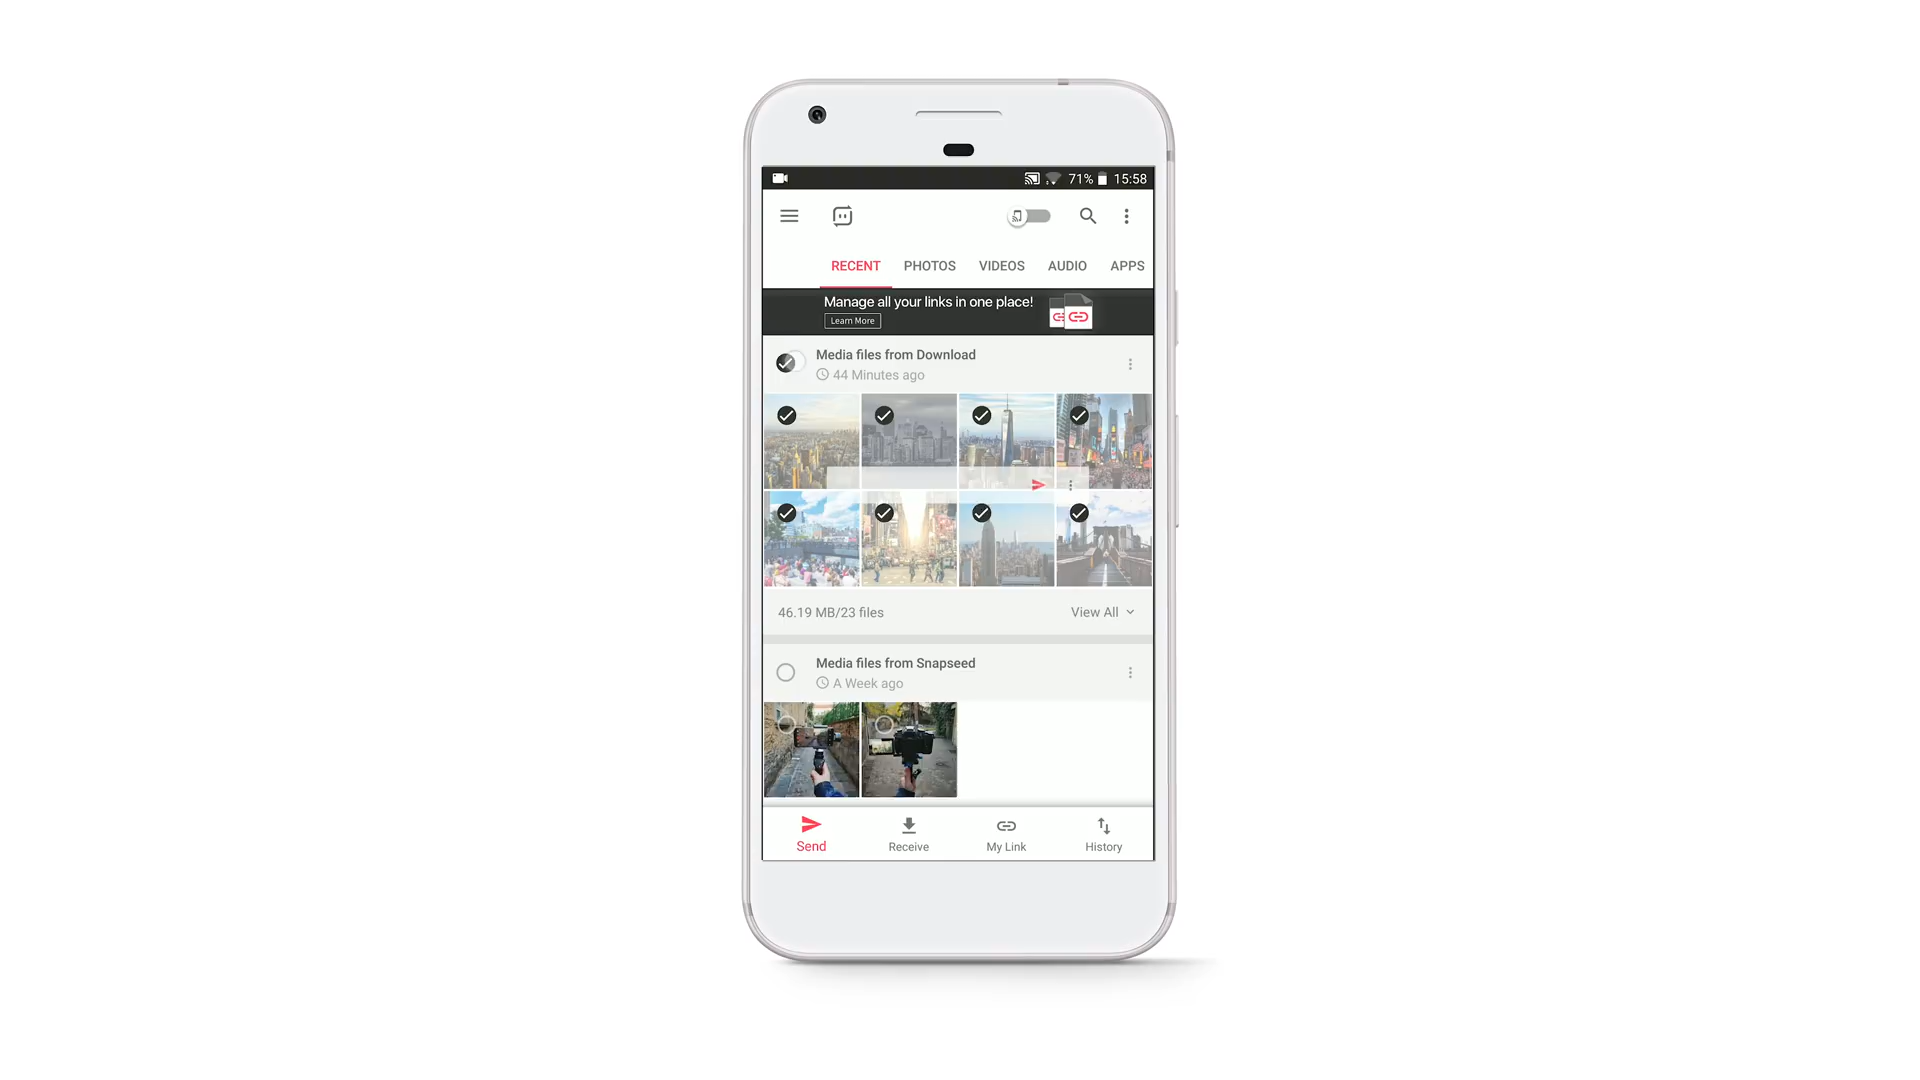 71% 15:58
RECENT PHOTOS VIDEOS AUDIO APPS
Manage all your links in one place!
Learn More
Media files from Download
44 Minutes ago
46.19 MB/23 files View All
Media files from Snapseed
A Week ago
Send Receive My Link History